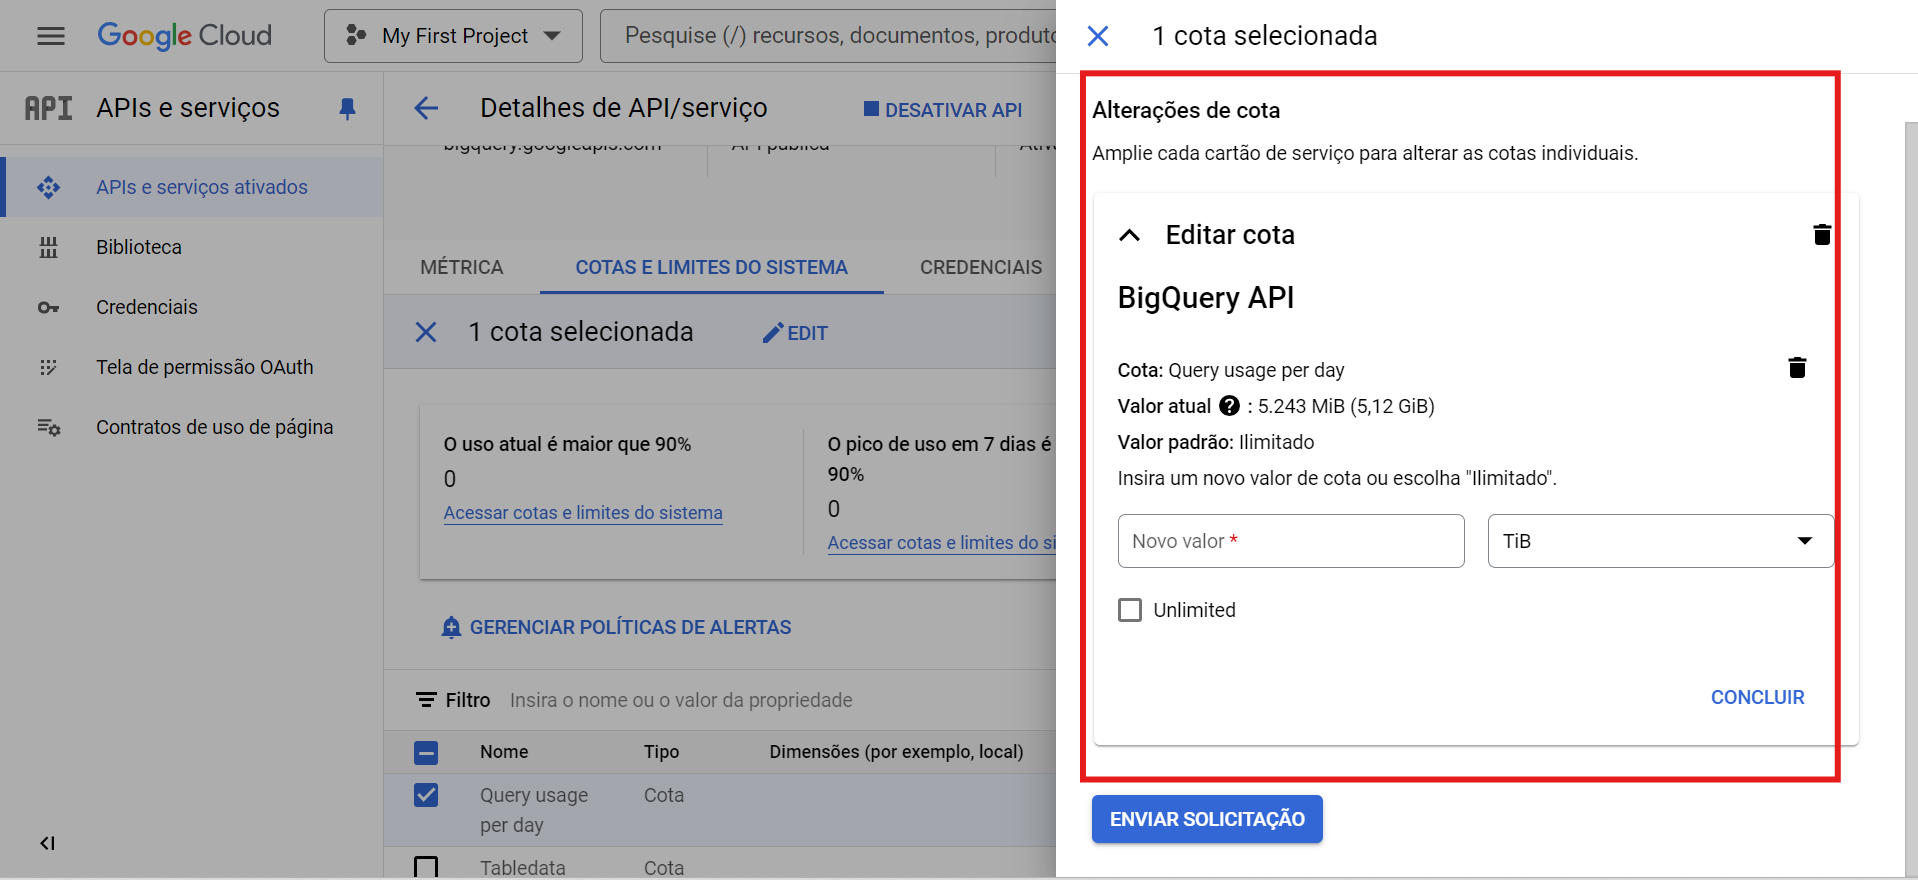 Google Cloud
My First Project
Pesquise (/) recursos, documentos, produto
API
APIs e serviços
APIs e serviços ativados
Biblioteca
Credenciais
Tela de permissão OAuth
Contratos de uso de página
Detalhes de API/serviço
DESATIVAR API
bigquery.googleapis.com
API pública
Ativ
MÉTRICA
COTAS E LIMITES DO SISTEMA
CREDENCIAIS
1 cota selecionada
EDIT
O uso atual é maior que 90%
0
Acessar cotas e limites do sistema
O pico de uso em 7 dias é
90%
0
Acessar cotas e limites do si
GERENCIAR POLÍTICAS DE ALERTAS
Filtro Insira o nome ou o valor da propriedade
Nome Tipo Dimensões (por exemplo, local)
Query usage Cota
per day
Tabledata Cota
1 cota selecionada
Alterações de cota
Amplie cada cartão de serviço para alterar as cotas individuais.
Editar cota
BigQuery API
Cota: Query usage per day
Valor atual ? : 5.243 MiB (5,12 GiB)
Valor padrão: Ilimitado
Insira um novo valor de cota ou escolha "Ilimitado".
Novo valor * TiB
Unlimited
CONCLUIR
ENVIAR SOLICITAÇÃO